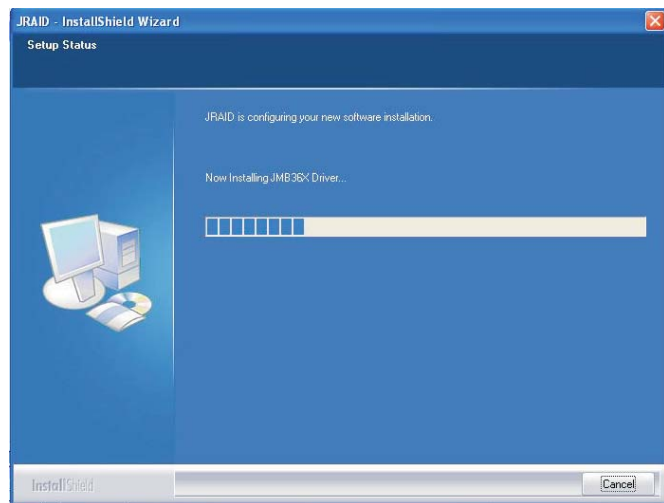 JRAID - InstallShield Wizard
Setup Status
JRAID is configuring your new software installation.
Now Installing JMB36X Driver...
InstallShield
Cancel